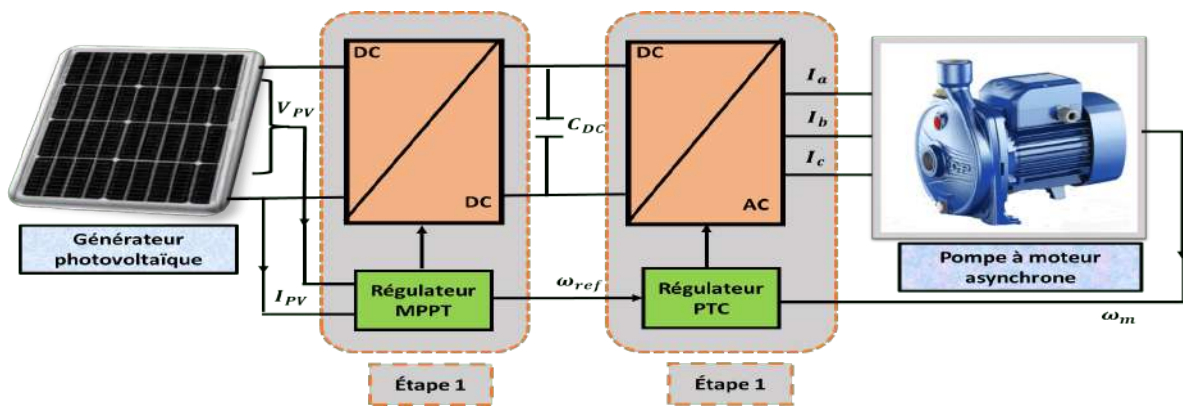 DC
DC
V_PV
C_DC
I_PV
Générateur
photovoltaïque
Régulateur
MPPT
ω_ref
Étape 1
DC
AC
I_a
I_b
I_c
Régulateur
PTC
ω_m
Pompe à moteur
asynchrone
Étape 1